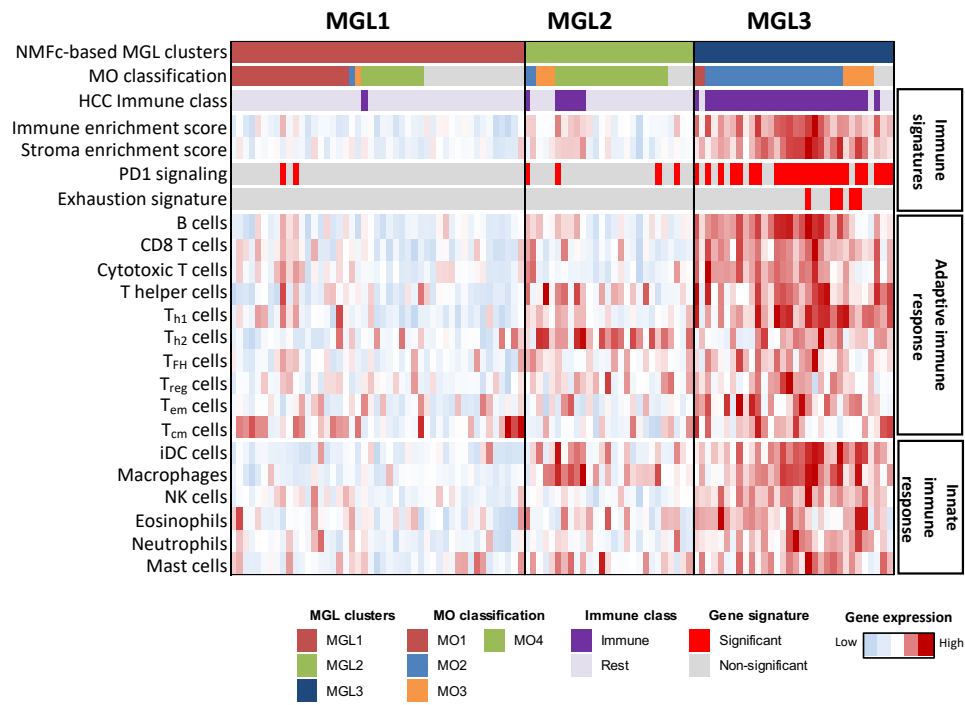 MGL1 MGL2 MGL3
NMFc-based MGL clusters
MO classification
HCC Immune class
Immune enrichment score
Stroma enrichment score
PD1 signaling
Exhaustion signature
Immune
signatures
B cells
CD8 T cells
Cytotoxic T cells
T helper cells
Th1 cells
Th2 cells
TFH cells
Treg cells
Tem cells
Tcm cells
Adaptive immune
response
iDC cells
Macrophages
NK cells
Eosinophils
Neutrophils
Mast cells
Innate
immune
response
MGL clusters
MGL1
MGL2
MGL3
MO classification
MO1 MO4
MO2
MO3
Immune class
Immune
Rest
Gene signature
Significant
Non-significant
Gene expression
Low High